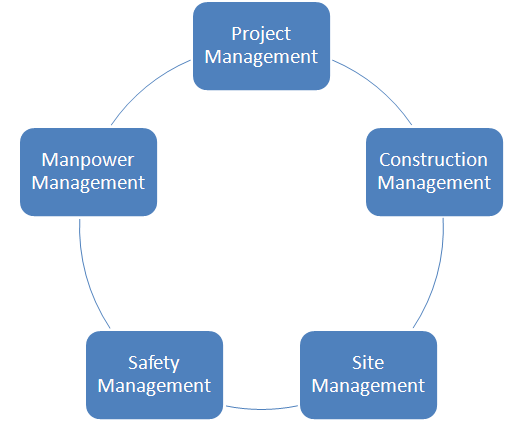 Project
Management
Construction
Management
Site
Management
Safety
Management
Manpower
Management